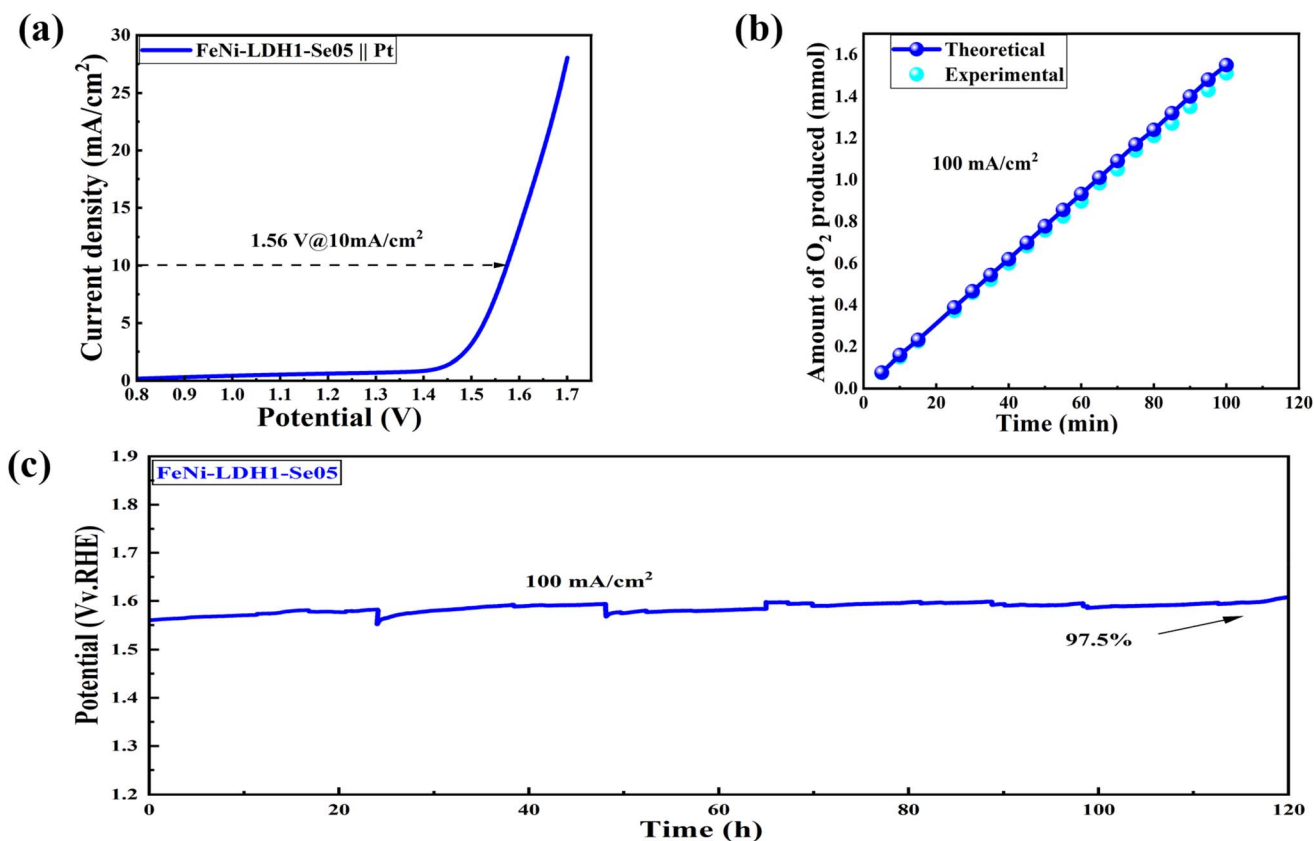 (a)
30
25
20
15
10
5
0
Current density (mA/cm²)
FeNi-LDH1-Se05 || Pt
1.56 V@10mA/cm²
0.8 0.9 1.0 1.1 1.2 1.3 1.4 1.5 1.6 1.7
Potential (V)
(b)
1.6
1.4
1.2
1.0
0.8
0.6
0.4
0.2
0.0
Amount of O₂ produced (mmol)
Theoretical
Experimental
100 mA/cm²
20 40 60 80 100 120
Time (min)
(c)
1.9
1.8
1.7
1.6
1.5
1.4
1.3
1.2
Potential (Vv.RHE)
FeNi-LDH1-Se05
100 mA/cm²
97.5%
0 20 40 60 80 100 120
Time (h)